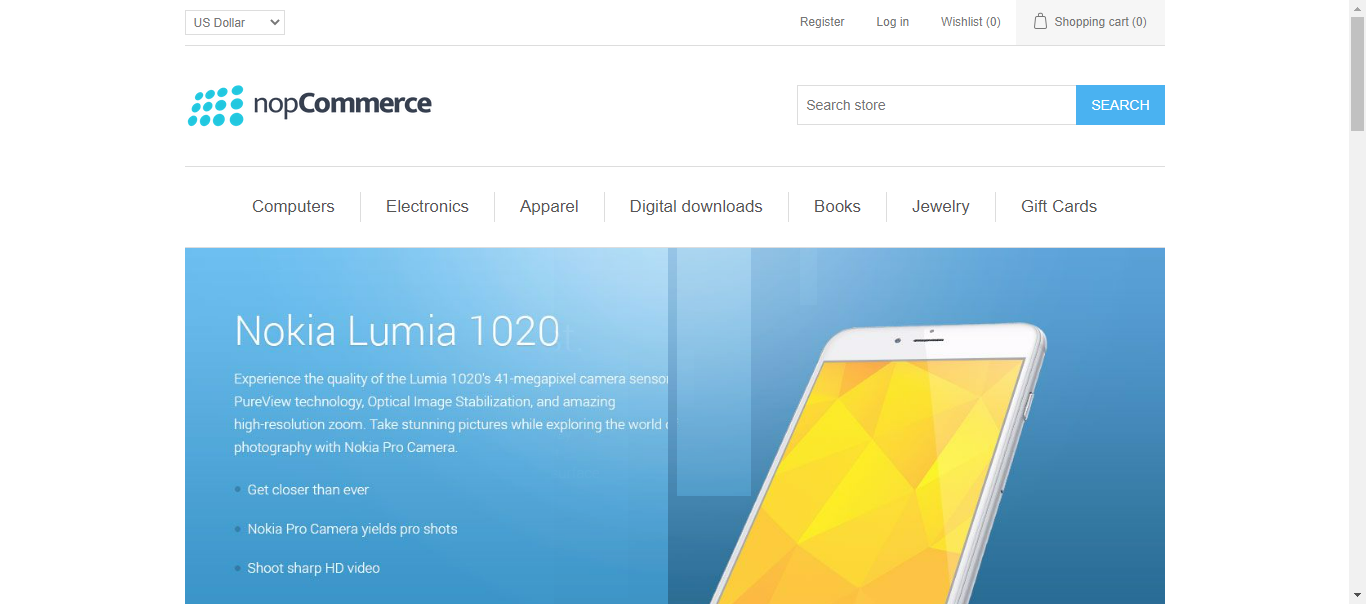 US Dollar
Register
Log in
Wishlist (0)
Shopping cart (0)
nopCommerce
Search store
SEARCH
Computers
Electronics
Apparel
Digital downloads
Books
Jewelry
Gift Cards
Nokia Lumia 1020
Experience the quality of the Lumia 1020's 41-megapixel camera sensor
PureView technology, Optical Image Stabilization, and amazing
high-resolution zoom. Take stunning pictures while exploring the world
photography with Nokia Pro Camera.
Get closer than ever
Nokia Pro Camera yields pro shots
Shoot sharp HD video